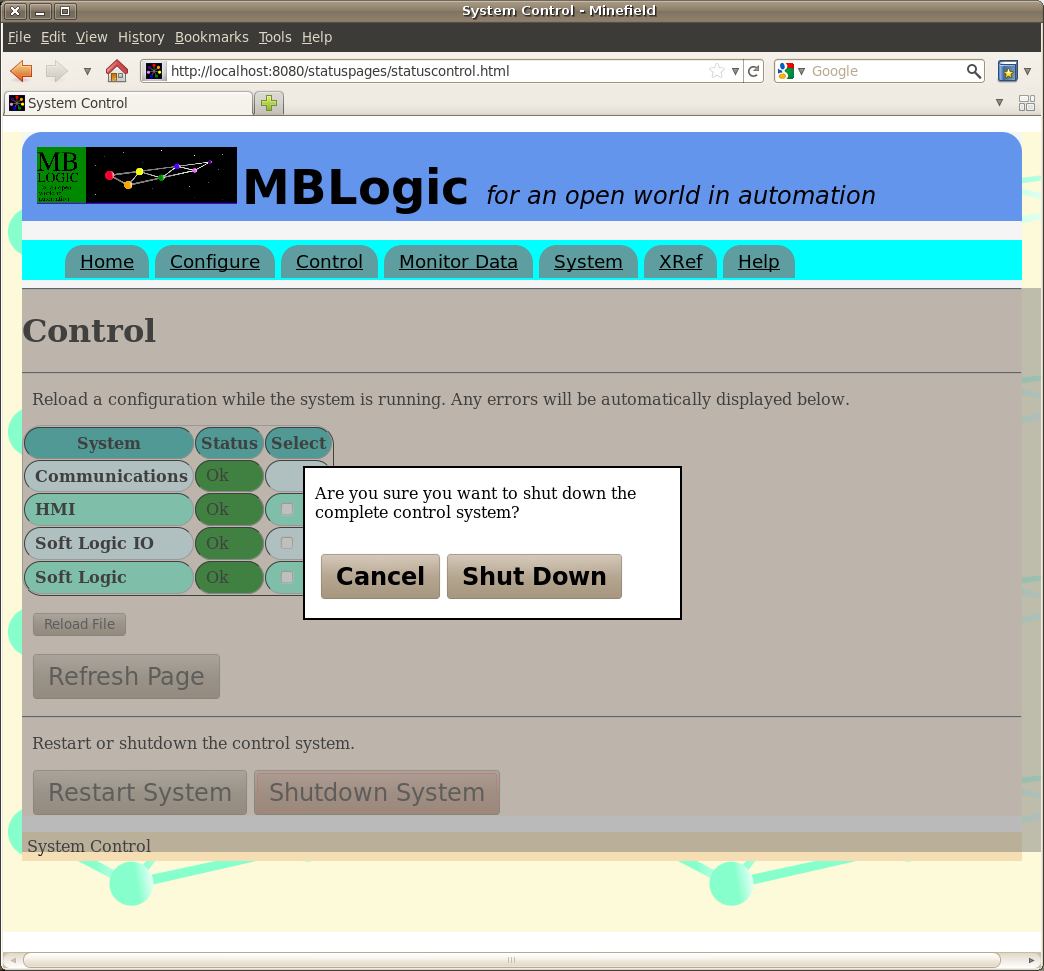 System Control - Minefield
File Edit View History Bookmarks Tools Help
http://localhost:8080/statuspages/statuscontrol.html
Google
System Control
MB
LOGIC
MBLogic for an open world in automation
Home Configure Control Monitor Data System XRef Help
Control
Reload a configuration while the system is running. Any errors will be automatically displayed below.
System Status Select
Communications Ok
HMI Ok
Soft Logic IO Ok
Soft Logic Ok
Are you sure you want to shut down the
complete control system?
Cancel Shut Down
Reload File
Refresh Page
Restart or shutdown the control system.
Restart System Shutdown System
System Control